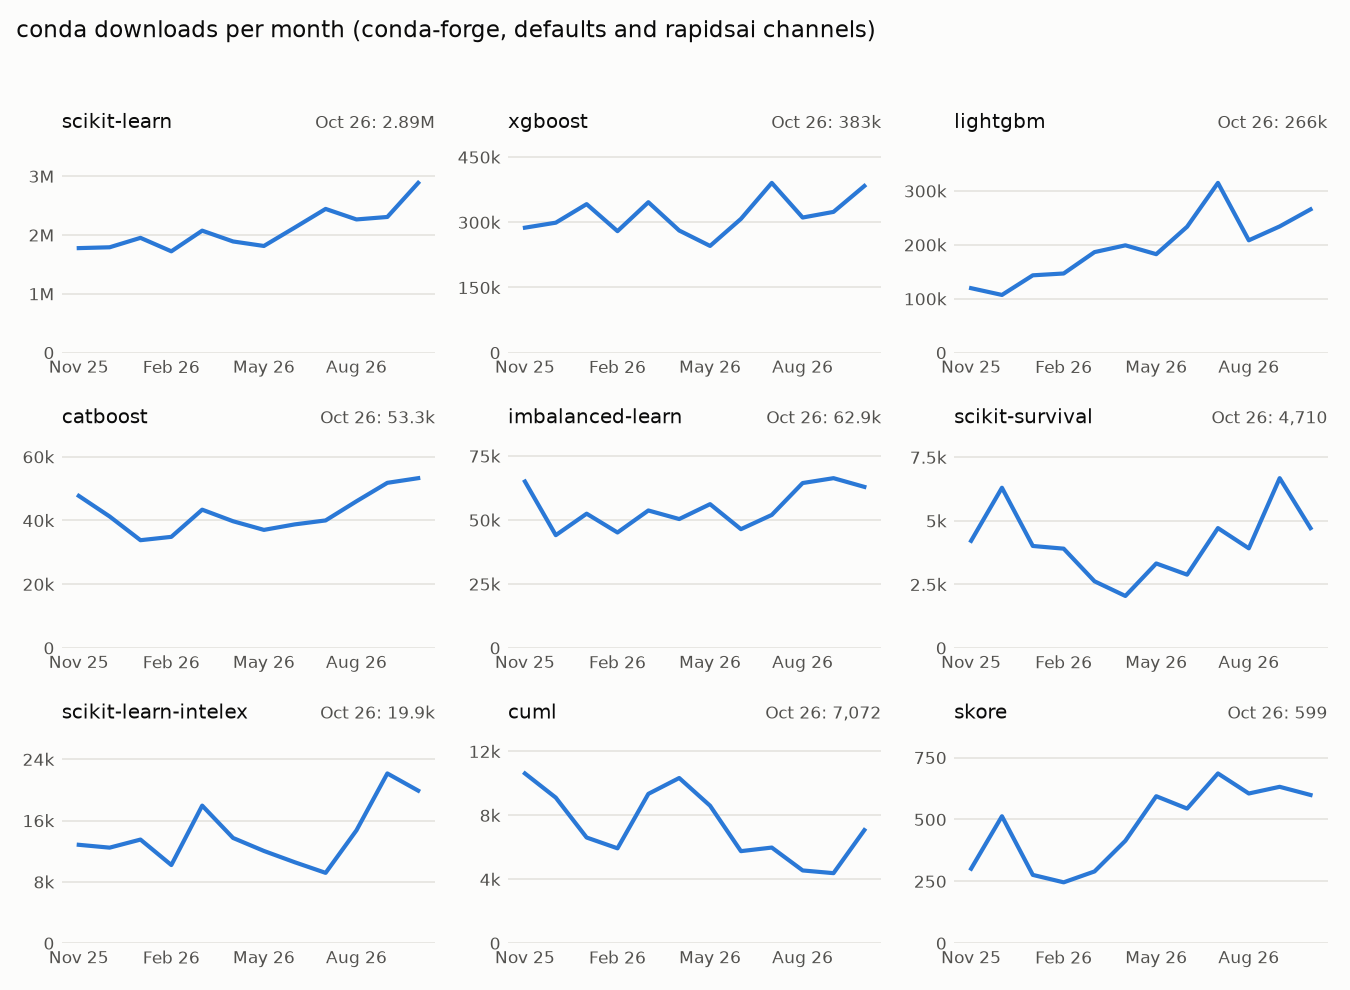 conda downloads per month (conda-forge, defaults and rapidsai channels)
scikit-learn Oct 26: 2.89M
3M
2M
1M
0
Nov 25 Feb 26 May 26 Aug 26
xgboost Oct 26: 383k
450k
300k
150k
0
Nov 25 Feb 26 May 26 Aug 26
lightgbm Oct 26: 266k
300k
200k
100k
0
Nov 25 Feb 26 May 26 Aug 26
catboost Oct 26: 53.3k
60k
40k
20k
0
Nov 25 Feb 26 May 26 Aug 26
imbalanced-learn Oct 26: 62.9k
75k
50k
25k
0
Nov 25 Feb 26 May 26 Aug 26
scikit-survival Oct 26: 4,710
7.5k
5k
2.5k
0
Nov 25 Feb 26 May 26 Aug 26
scikit-learn-intelex Oct 26: 19.9k
24k
16k
8k
0
Nov 25 Feb 26 May 26 Aug 26
cuml Oct 26: 7,072
12k
8k
4k
0
Nov 25 Feb 26 May 26 Aug 26
skore Oct 26: 599
750
500
250
0
Nov 25 Feb 26 May 26 Aug 26